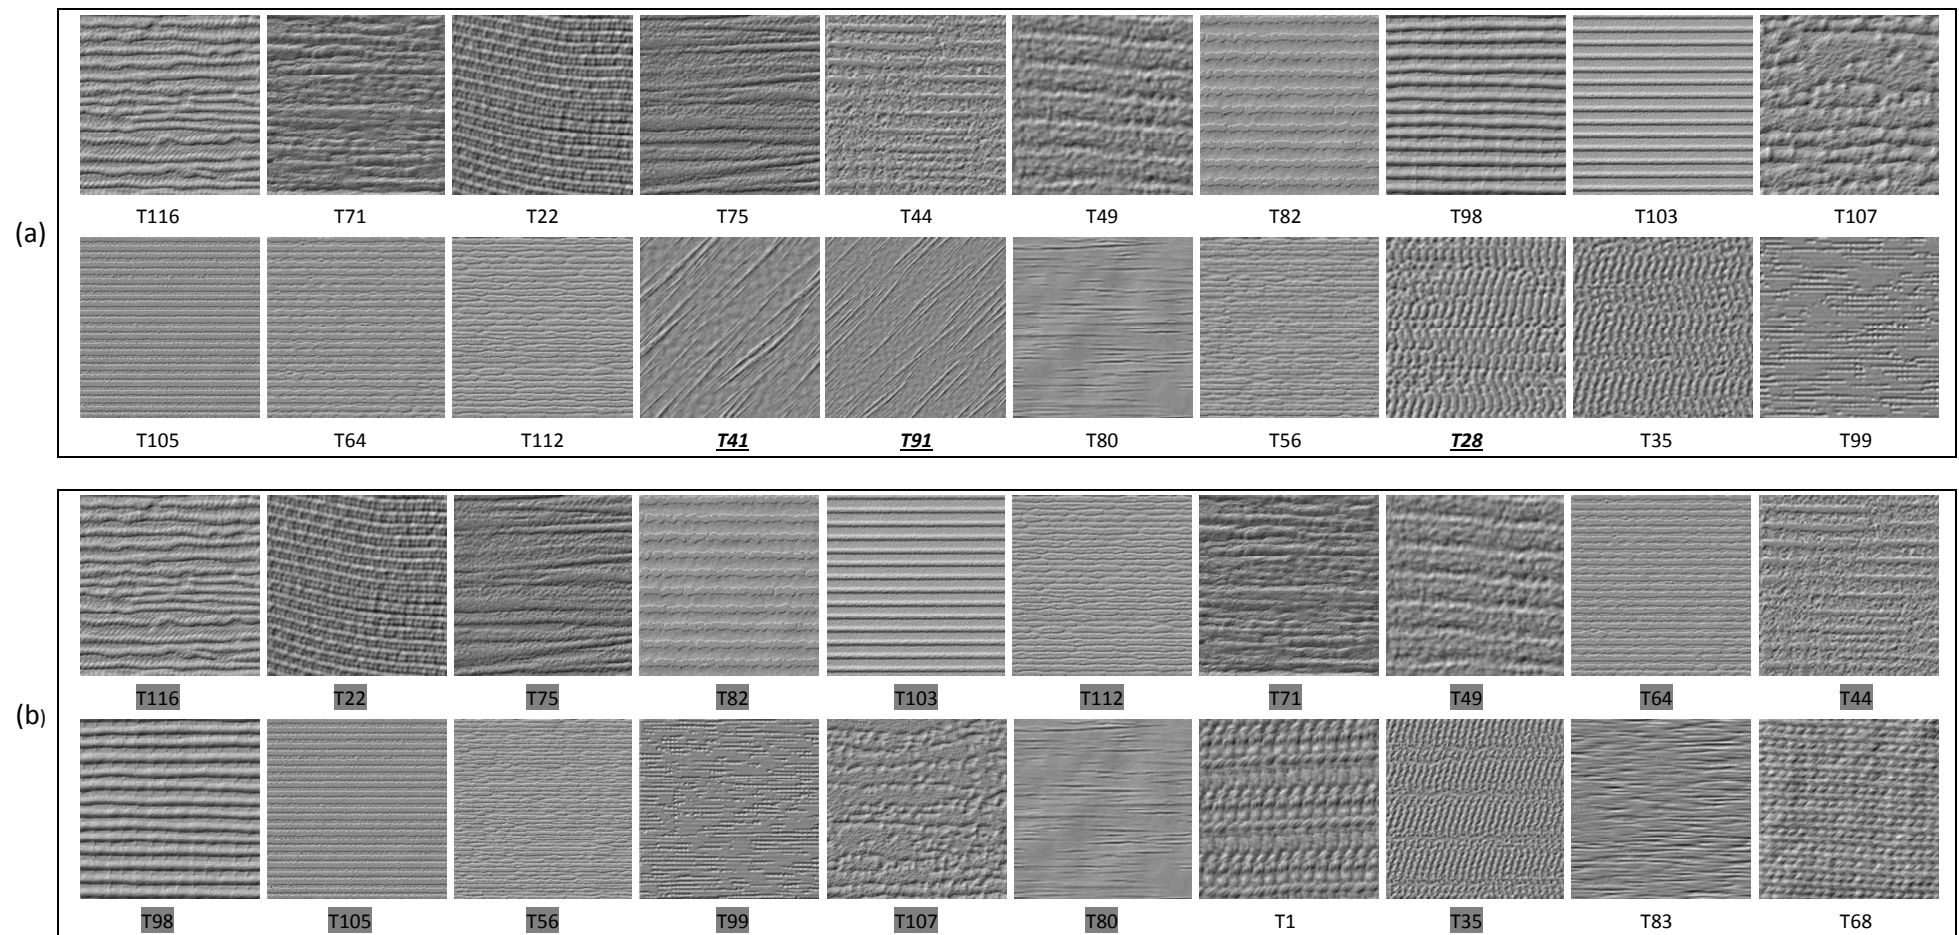 T116 T71 T22 T75 T44 T49 T82 T98 T103 T107
(a)
T105 T64 T112 T41 T91 T80 T56 T28 T35 T99
T116 T22 T75 T82 T103 T112 T71 T49 T64 T44
(b)
T98 T105 T56 T99 T107 T80 T1 T35 T83 T68